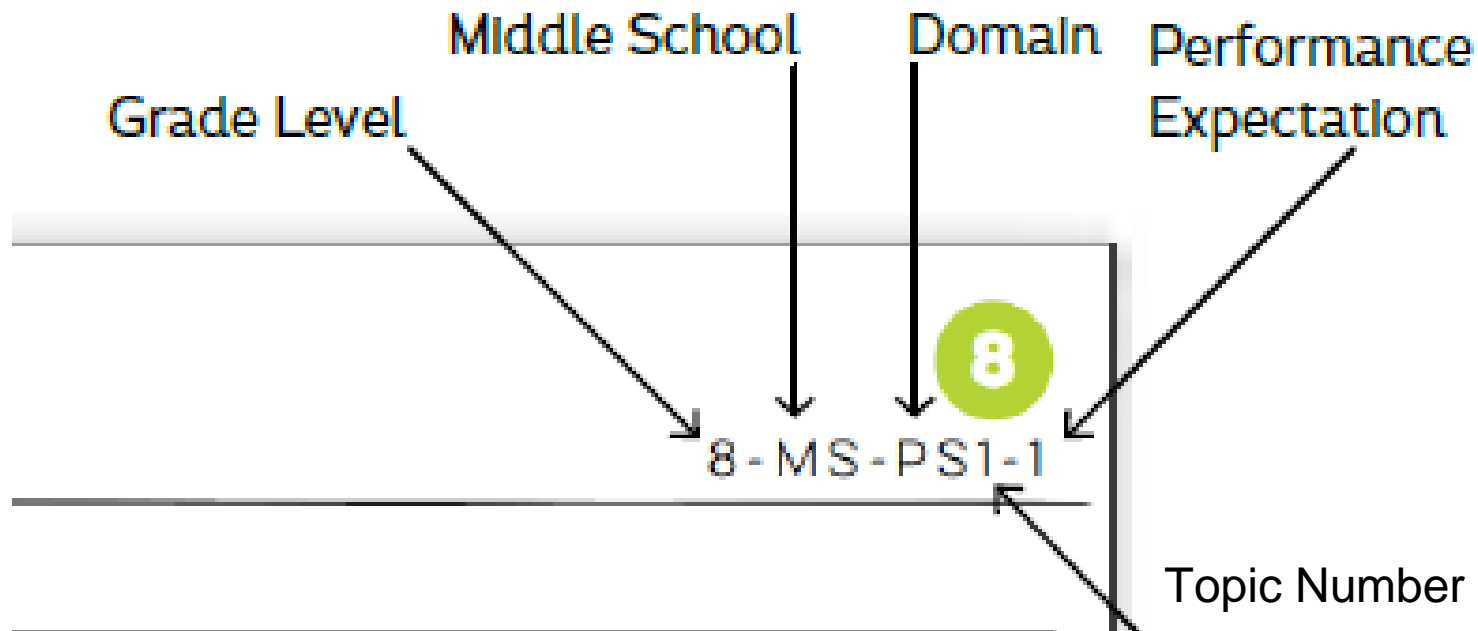 Middle School
Domain
Performance
Expectation
Grade Level
8
8-MS-PS1-1
Topic Number